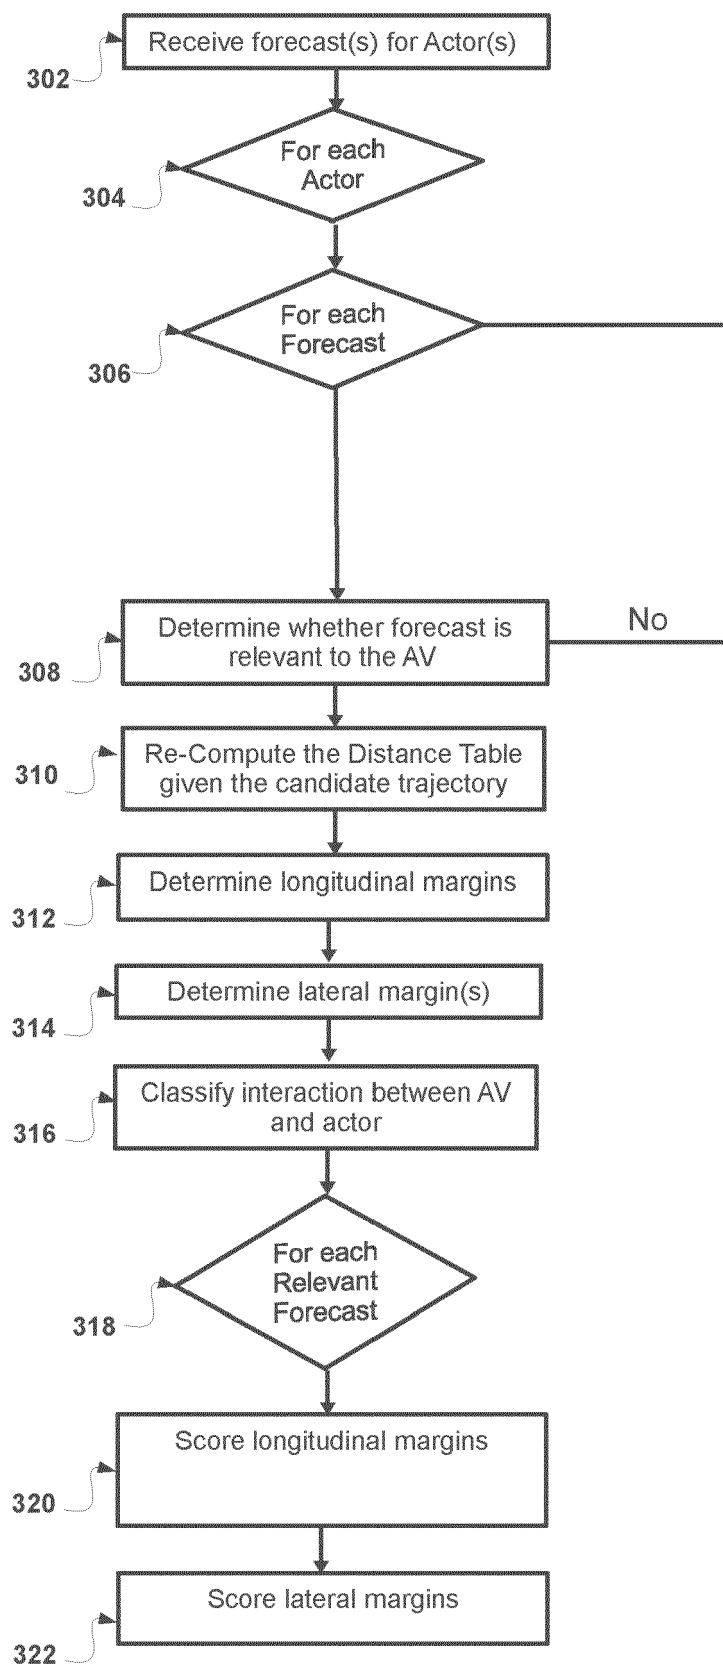 Receive forecast(s) for Actor(s)
302
For each
Actor
304
For each
Forecast
306
No
Determine whether forecast is
relevant to the AV
308
Re-Compute the Distance Table
given the candidate trajectory
310
Determine longitudinal margins
312
Determine lateral margin(s)
314
Classify interaction between AV
and actor
316
For each
Relevant
Forecast
318
Score longitudinal margins
320
Score lateral margins
322